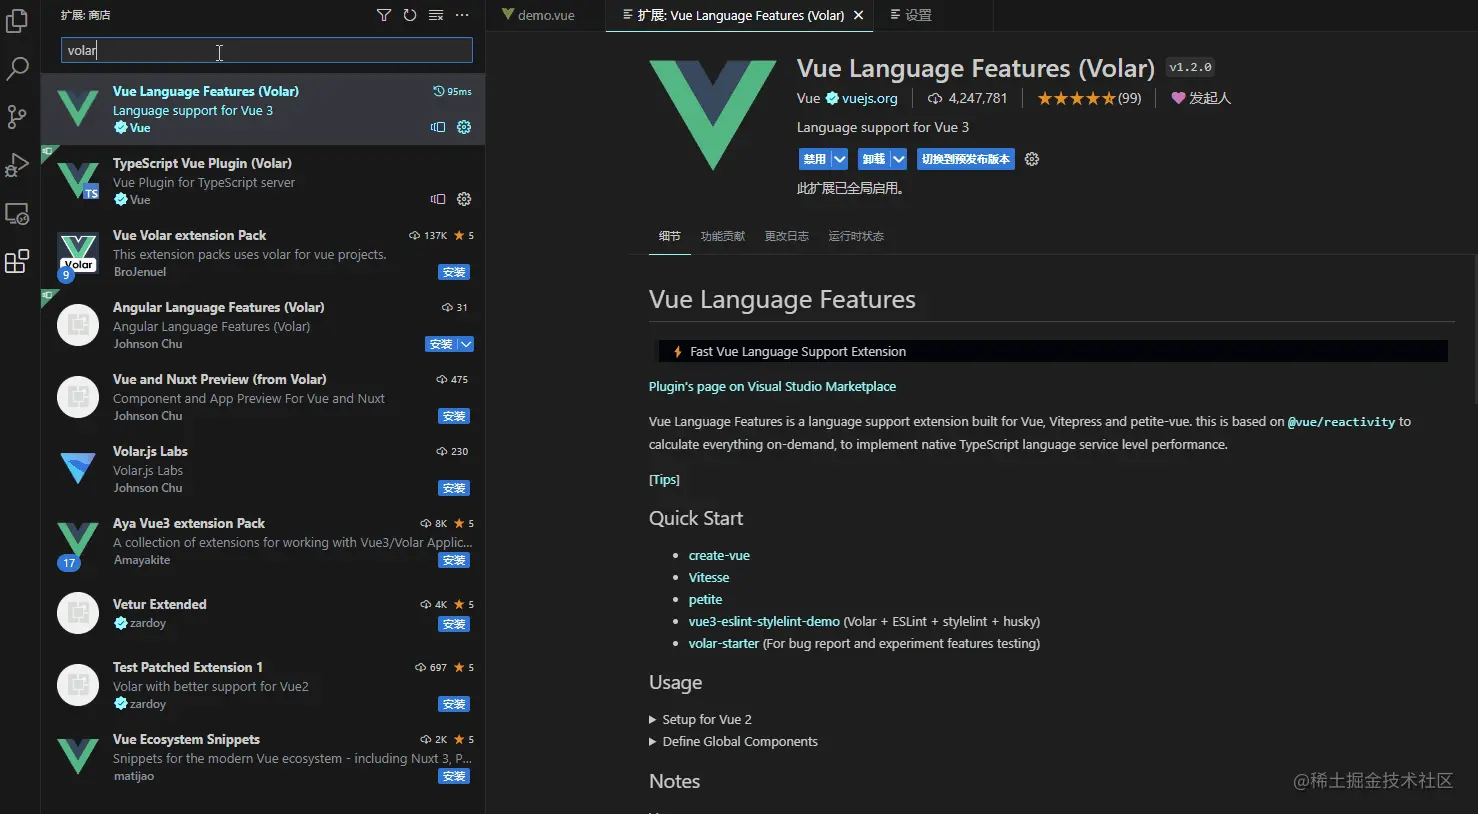 扩展: 商店
volar
Vue Language Features (Volar)
95ms
Language support for Vue 3
Vue
TypeScript Vue Plugin (Volar)
Vue Plugin for TypeScript server
Vue
TS
Vue Volar extension Pack
137K
5
This extension packs uses volar for vue projects.
BroJenuel
安装
Volar
9
Angular Language Features (Volar)
31
Angular Language Features (Volar)
Johnson Chu
安装
Vue and Nuxt Preview (from Volar)
475
Component and App Preview For Vue and Nuxt
Johnson Chu
安装
Volar.js Labs
230
Volar.js Labs
Johnson Chu
安装
Aya Vue3 extension Pack
8K
5
A collection of extensions for working with Vue3/Volar Applic...
Amayakite
安装
17
Vetur Extended
4K
5
zardoy
安装
Test Patched Extension 1
697
5
Volar with better support for Vue2
zardoy
安装
Vue Ecosystem Snippets
2K
5
Snippets for the modern Vue ecosystem - including Nuxt 3, P...
matijao
安装
demo.vue
扩展: Vue Language Features (Volar)
设置
Vue Language Features (Volar)
v1.2.0
Vue
vuejs.org
4,247,781
(99)
发起人
Language support for Vue 3
禁用
卸载
切换到预发布版本
此扩展已全局启用。
细节
功能贡献
更改日志
运行时状态
Vue Language Features
Fast Vue Language Support Extension
Plugin's page on Visual Studio Marketplace
Vue Language Features is a language support extension built for Vue, Vitepress and petite-vue. this is based on @vue/reactivity to
calculate everything on-demand, to implement native TypeScript language service level performance.
[Tips]
Quick Start
create-vue
Vitesse
petite
vue3-eslint-stylelint-demo (Volar + ESLint + stylelint + husky)
volar-starter (For bug report and experiment features testing)
Usage
Setup for Vue 2
Define Global Components
Notes
@稀土掘金技术社区